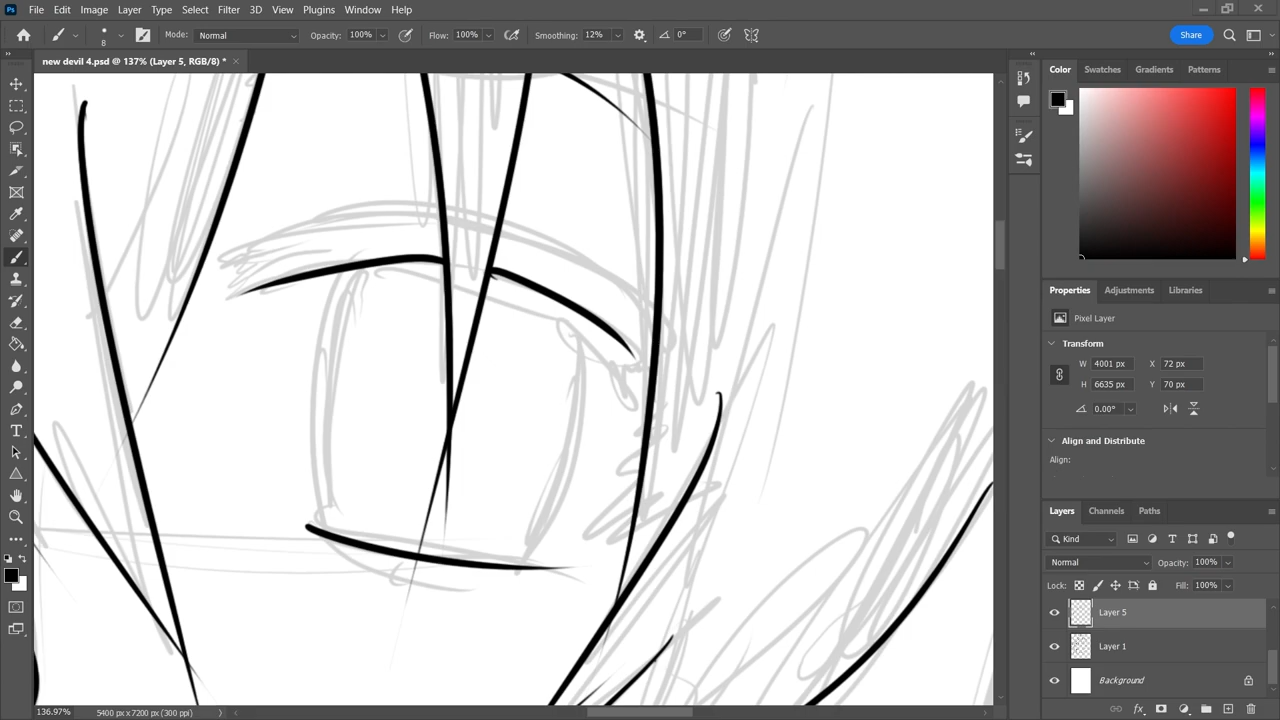 Ps File Edit Image Layer Type Select Filter 3D View Plugins Window Help
8 Mode: Normal Opacity: 100% Flow: 100% Smoothing: 12% 0° Share
new devil 4.psd @ 137% (Layer 5, RGB/8) * ×
Color Swatches Gradients Patterns
Properties Adjustments Libraries
Pixel Layer
Transform
W 4001 px X 72 px
H 6635 px Y 70 px
0.00°
Align and Distribute
Align:
Layers Channels Paths
Kind
Normal Opacity: 100%
Lock: Fill: 100%
Layer 5
Layer 1
Background
136.97% 5400 px x 7200 px (300 ppi)